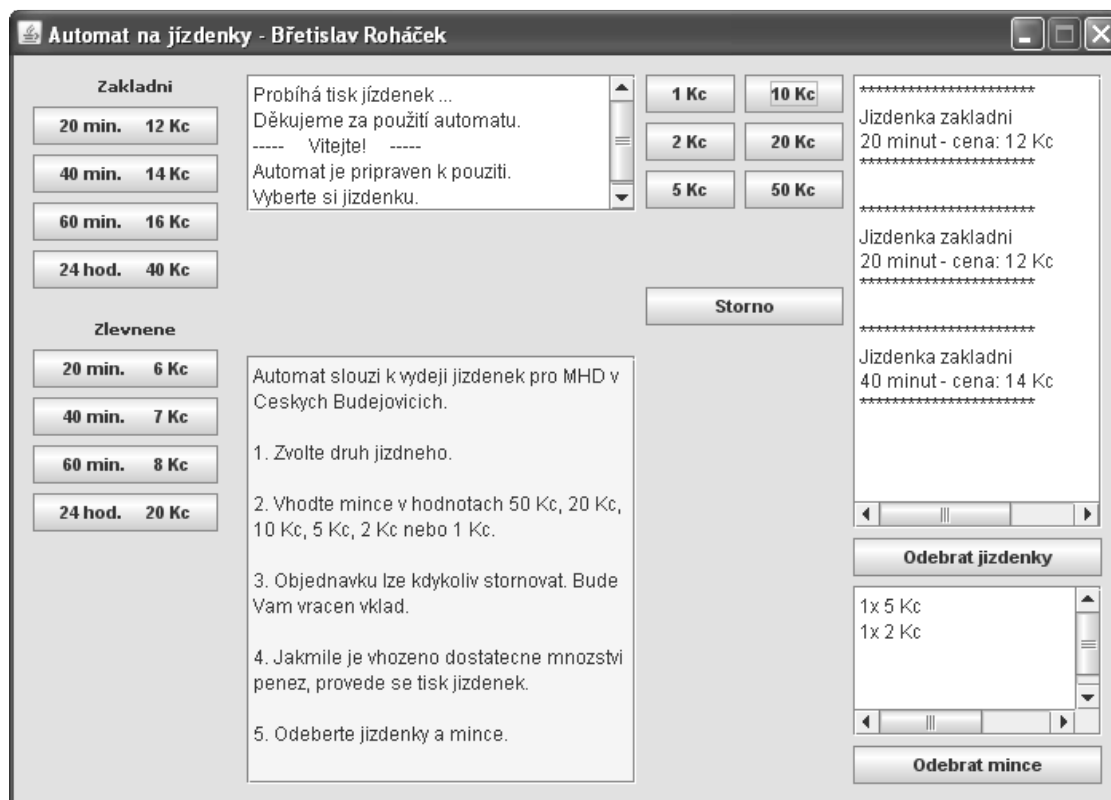 Automat na jízdenky - Břetislav Roháček
Zakladni
20 min. 12 Kc
40 min. 14 Kc
60 min. 16 Kc
24 hod. 40 Kc
Zlevnene
20 min. 6 Kc
40 min. 7 Kc
60 min. 8 Kc
24 hod. 20 Kc
Probíhá tisk jízdenek ...
Děkujeme za použití automatu.
----- Vitejte! -----
Automat je pripraven k pouziti.
Vyberte si jizdenku.
Automat slouzi k vydeji jizdenek pro MHD v
Ceskych Budejovicich.
1. Zvolte druh jizdneho.
2. Vhodte mince v hodnotach 50 Kc, 20 Kc,
10 Kc, 5 Kc, 2 Kc nebo 1 Kc.
3. Objednavku lze kdykoliv stornovat. Bude
Vam vracen vklad.
4. Jakmile je vhozeno dostatecne mnozstvi
penez, provede se tisk jizdenek.
5. Odeberte jizdenky a mince.
1 Kc 10 Kc
2 Kc 20 Kc
5 Kc 50 Kc
Storno
**********************
Jizdenka zakladni
20 minut - cena: 12 Kc
**********************
**********************
Jizdenka zakladni
20 minut - cena: 12 Kc
**********************
**********************
Jizdenka zakladni
40 minut - cena: 14 Kc
**********************
Odebrat jizdenky
1x 5 Kc
1x 2 Kc
Odebrat mince